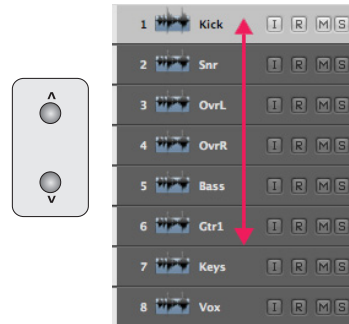 1 Kick I R M S
2 Snr I R M S
3 OvrL I R M S
4 OvrR I R M S
5 Bass I R M S
6 Gtr1 I R M S
7 Keys I R M S
8 Vox I R M S